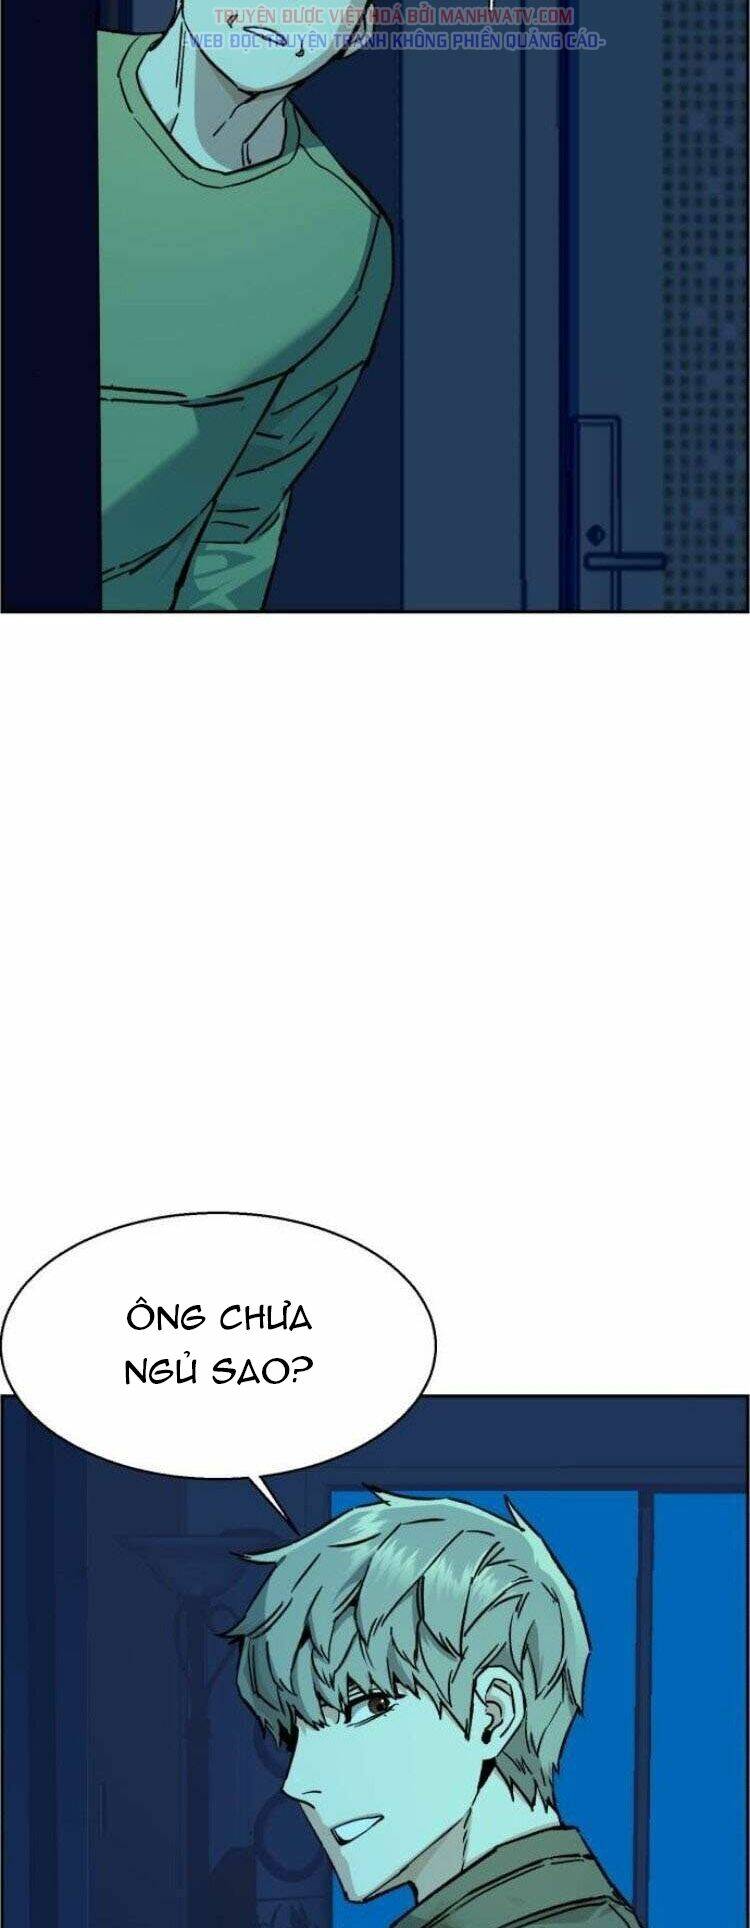 TRUYỆN ĐƯỢC VIỆT HOÁ BỞI MANHWATV.COM
-WEB ĐỌC TRUYỆN TRANH KHÔNG PHIỀN QUẢNG CÁO-
ÔNG CHƯA
NGỦ SAO?